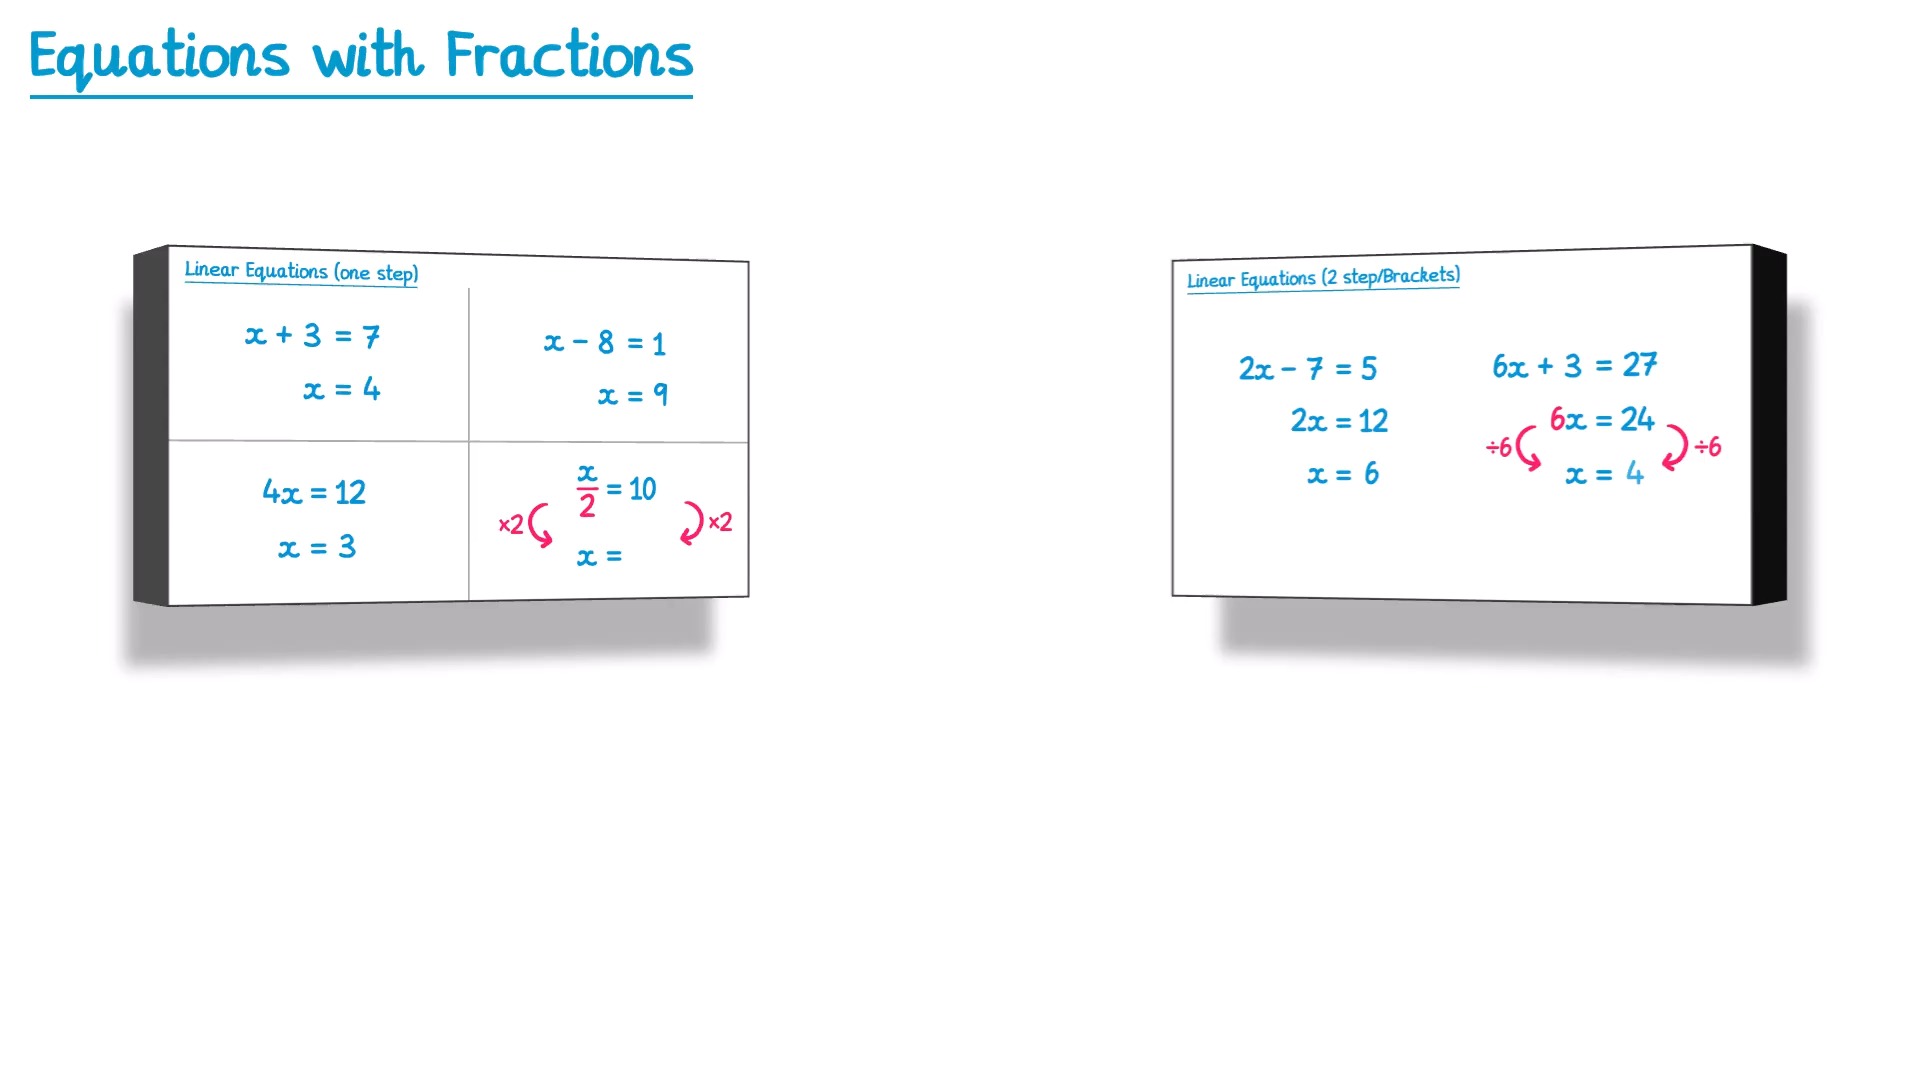 Equations with Fractions
Linear Equations (one step)
x + 3 = 7
x = 4
x - 8 = 1
x = 9
4x = 12
x = 3
x/2 = 10
×2 ×2
x =
Linear Equations (2 step/Brackets)
2x - 7 = 5
2x = 12
x = 6
6x + 3 = 27
6x = 24
÷6 ÷6
x = 4